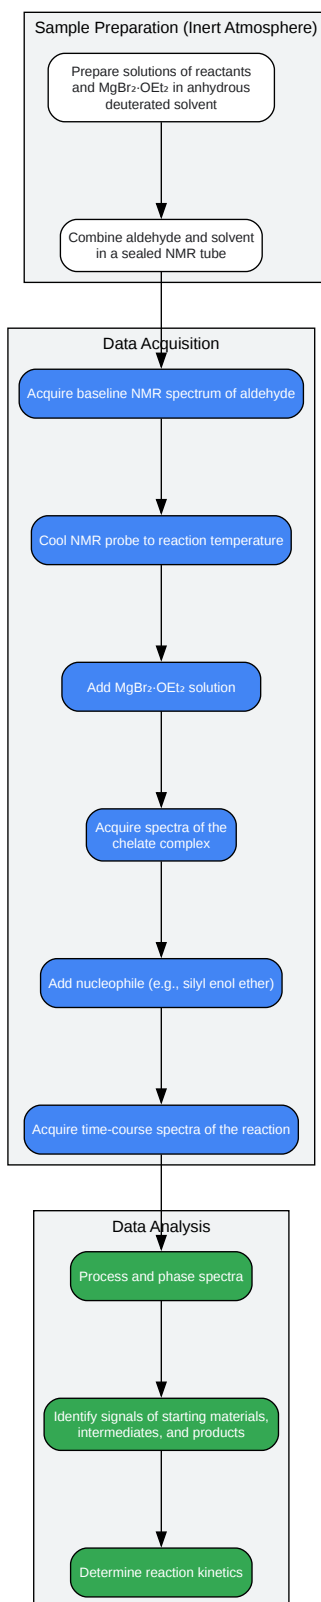 Sample Preparation (Inert Atmosphere)
Prepare solutions of reactants
and MgBr₂·OEt₂ in anhydrous
deuterated solvent
Combine aldehyde and solvent
in a sealed NMR tube
Data Acquisition
Acquire baseline NMR spectrum of aldehyde
Cool NMR probe to reaction temperature
Add MgBr₂·OEt₂ solution
Acquire spectra of the
chelate complex
Add nucleophile (e.g., silyl enol ether)
Acquire time-course spectra of the reaction
Data Analysis
Process and phase spectra
Identify signals of starting materials,
intermediates, and products
Determine reaction kinetics